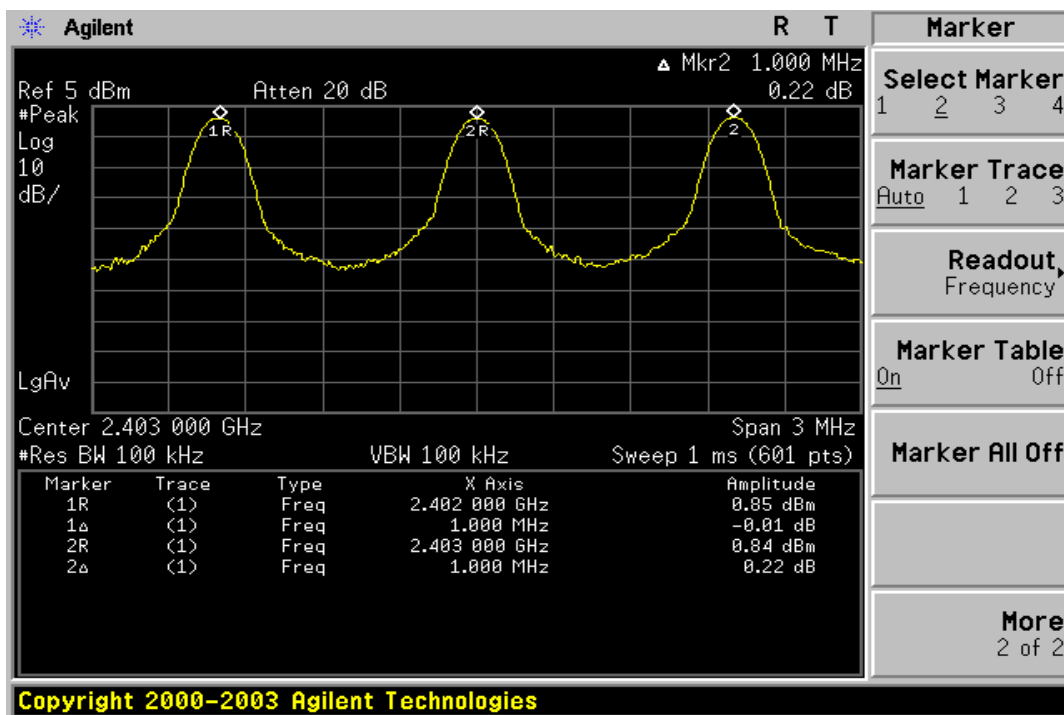 Agilent R T
Δ Mkr2 1.000 MHz
Ref 5 dBm Atten 20 dB 0.22 dB
#Peak
Log
10
dB/
1R 2R 2
LgAv
Center 2.403 000 GHz Span 3 MHz
#Res BW 100 kHz VBW 100 kHz Sweep 1 ms (601 pts)
Marker Trace Type X Axis Amplitude
1R (1) Freq 2.402 000 GHz 0.85 dBm
1Δ (1) Freq 1.000 MHz -0.01 dB
2R (1) Freq 2.403 000 GHz 0.84 dBm
2Δ (1) Freq 1.000 MHz 0.22 dB
Copyright 2000-2003 Agilent Technologies
Marker
Select Marker
1 2 3 4
Marker Trace
Auto 1 2 3
Readout
Frequency
Marker Table
On Off
Marker All Off
More
2 of 2